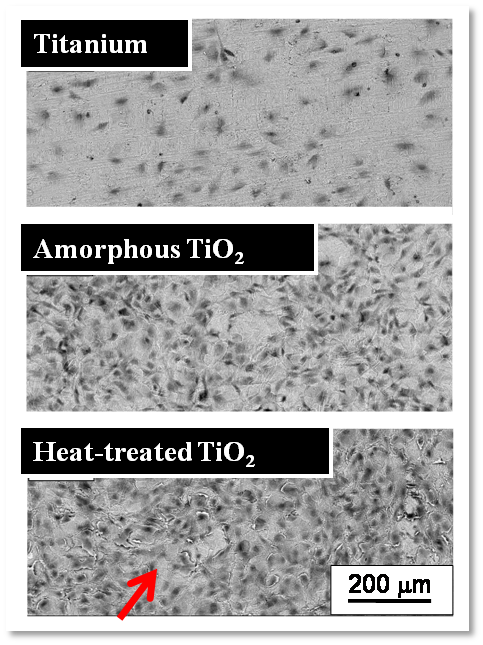 Titanium
Amorphous TiO₂
Heat-treated TiO₂
200 μm